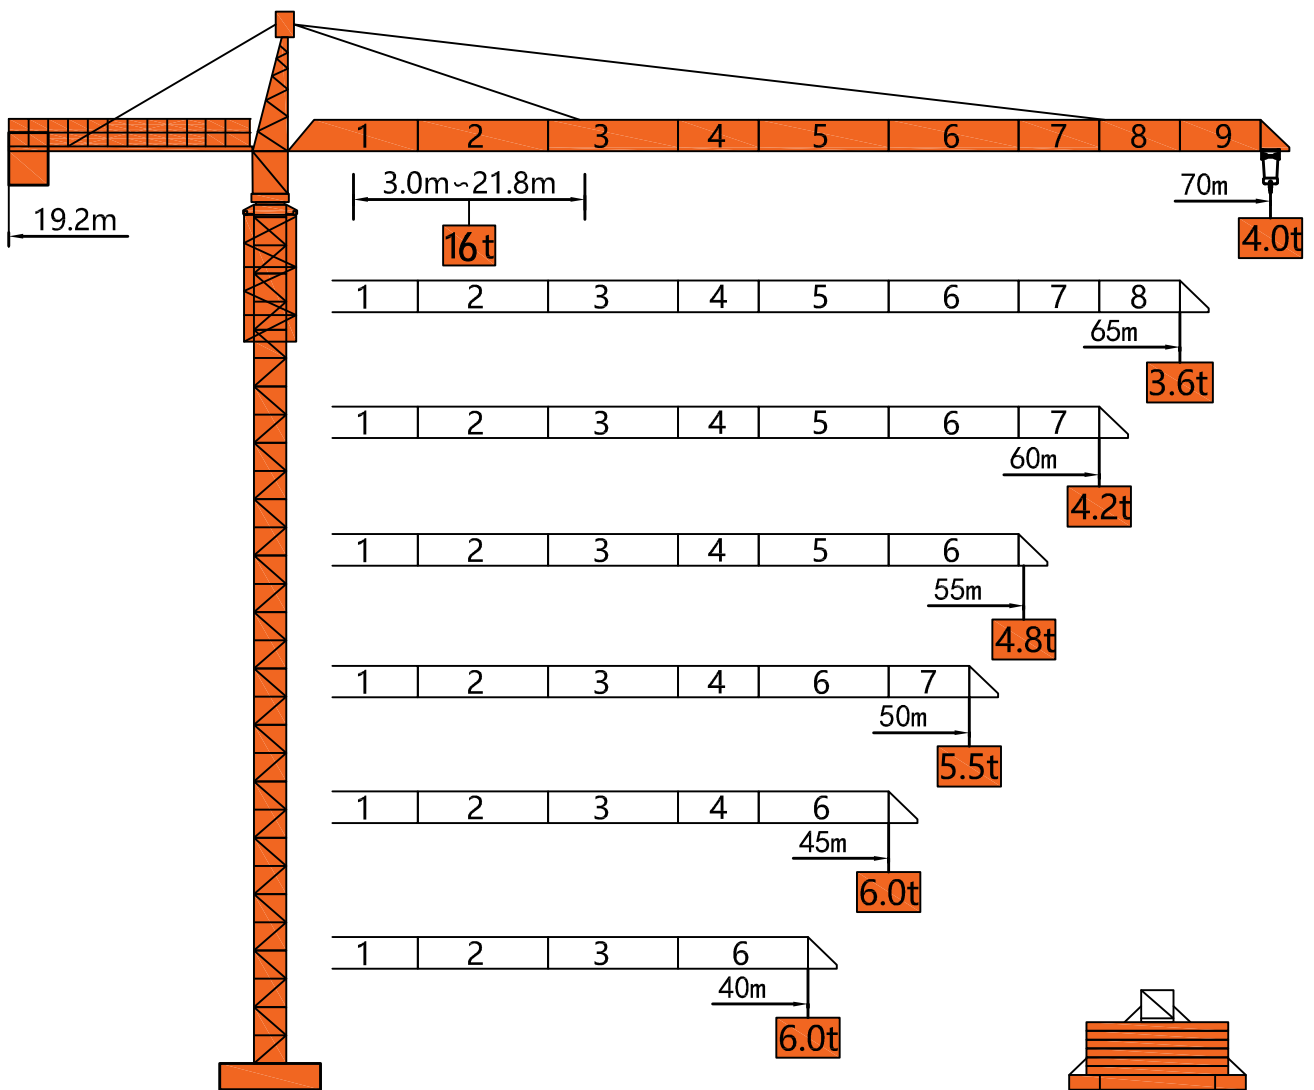 1 2 3 4 5 6 7 8 9
3.0m~21.8m
70m
19.2m
16t
4.0t
1 2 3 4 5 6 7 8
65m
3.6t
1 2 3 4 5 6 7
60m
4.2t
1 2 3 4 5 6
55m
4.8t
1 2 3 4 6 7
50m
5.5t
1 2 3 4 6
45m
6.0t
1 2 3 6
40m
6.0t